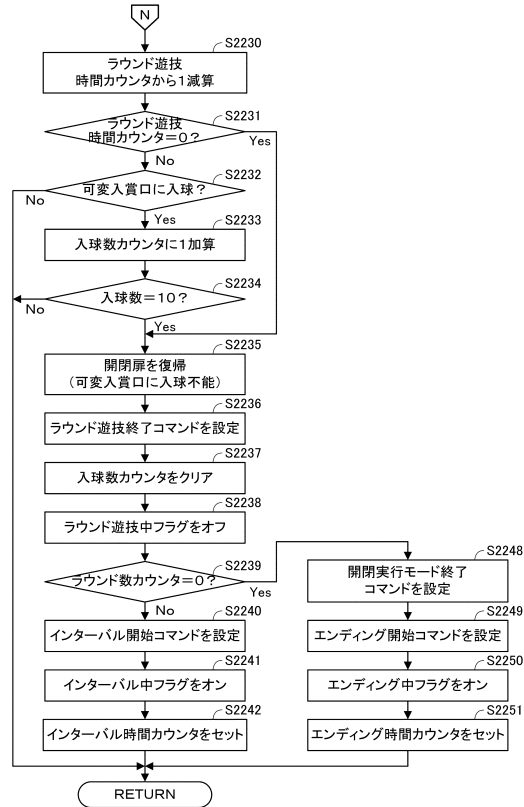 N
S2230
ラウンド遊技
時間カウンタから1減算
S2231
ラウンド遊技
時間カウンタ=0?
Yes
No
S2232
可変入賞口に入球?
No
Yes
S2233
入球数カウンタに1加算
S2234
入球数=10?
No
Yes
S2235
開閉扉を復帰
(可変入賞口に入球不能)
S2236
ラウンド遊技終了コマンドを設定
S2237
入球数カウンタをクリア
S2238
ラウンド遊技中フラグをオフ
S2239
ラウンド数カウンタ=0?
Yes
No
S2240
インターバル開始コマンドを設定
S2241
インターバル中フラグをオン
S2242
インターバル時間カウンタをセット
S2248
開閉実行モード終了
コマンドを設定
S2249
エンディング開始コマンドを設定
S2250
エンディング中フラグをオン
S2251
エンディング時間カウンタをセット
RETURN